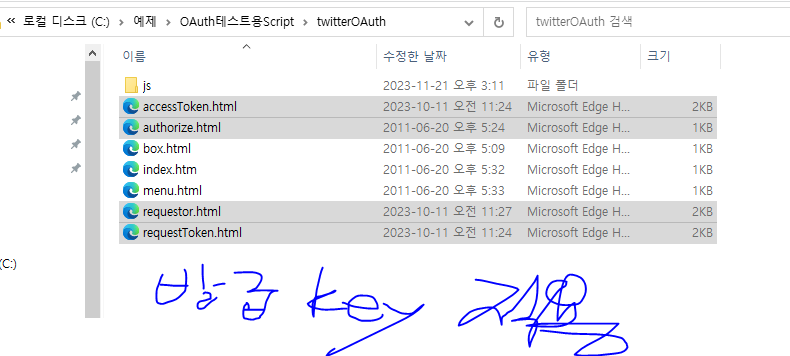 « 로컬 디스크 (C:) > 예제 > OAuth테스트용Script > twitterOAuth
twitterOAuth 검색
이름 수정한 날짜 유형 크기
js 2023-11-21 오후 3:11 파일 폴더
accessToken.html 2023-10-11 오전 11:24 Microsoft Edge H... 2KB
authorize.html 2011-06-20 오후 5:24 Microsoft Edge H... 1KB
box.html 2011-06-20 오후 5:09 Microsoft Edge H... 1KB
index.htm 2011-06-20 오후 5:32 Microsoft Edge H... 1KB
menu.html 2011-06-20 오후 5:33 Microsoft Edge H... 1KB
requestor.html 2023-10-11 오전 11:27 Microsoft Edge H... 2KB
requestToken.html 2023-10-11 오전 11:24 Microsoft Edge H... 2KB
(C:)
발급 key 적용